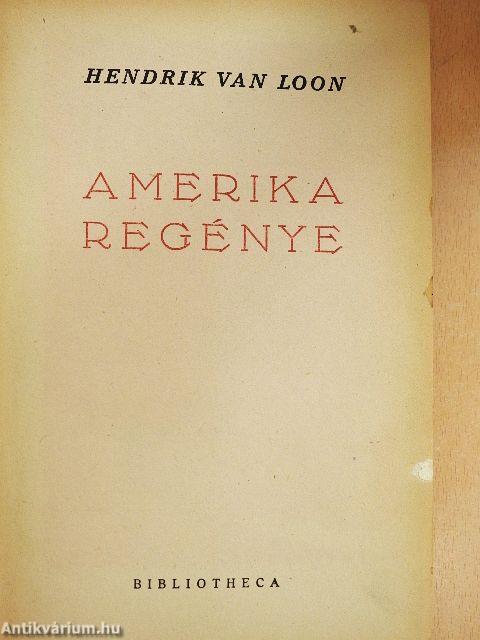 HENDRIK VAN LOON
AMERIKA
REGÉNYE
BIBLIOTHECA
Antikvárium.hu